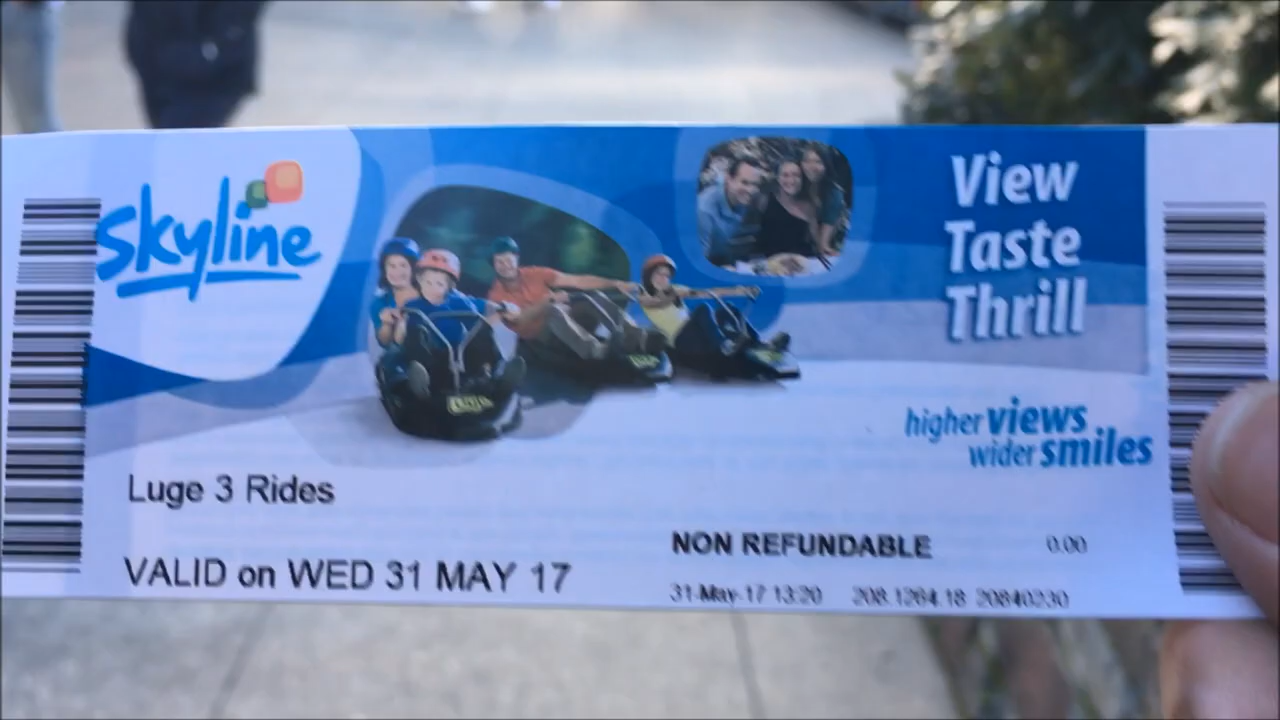 skyline
View
Taste
Thrill
higher views
wider smiles
Luge 3 Rides
NON REFUNDABLE 0.00
VALID on WED 31 MAY 17
31-May-17 13:20 208.1264.18 20840230